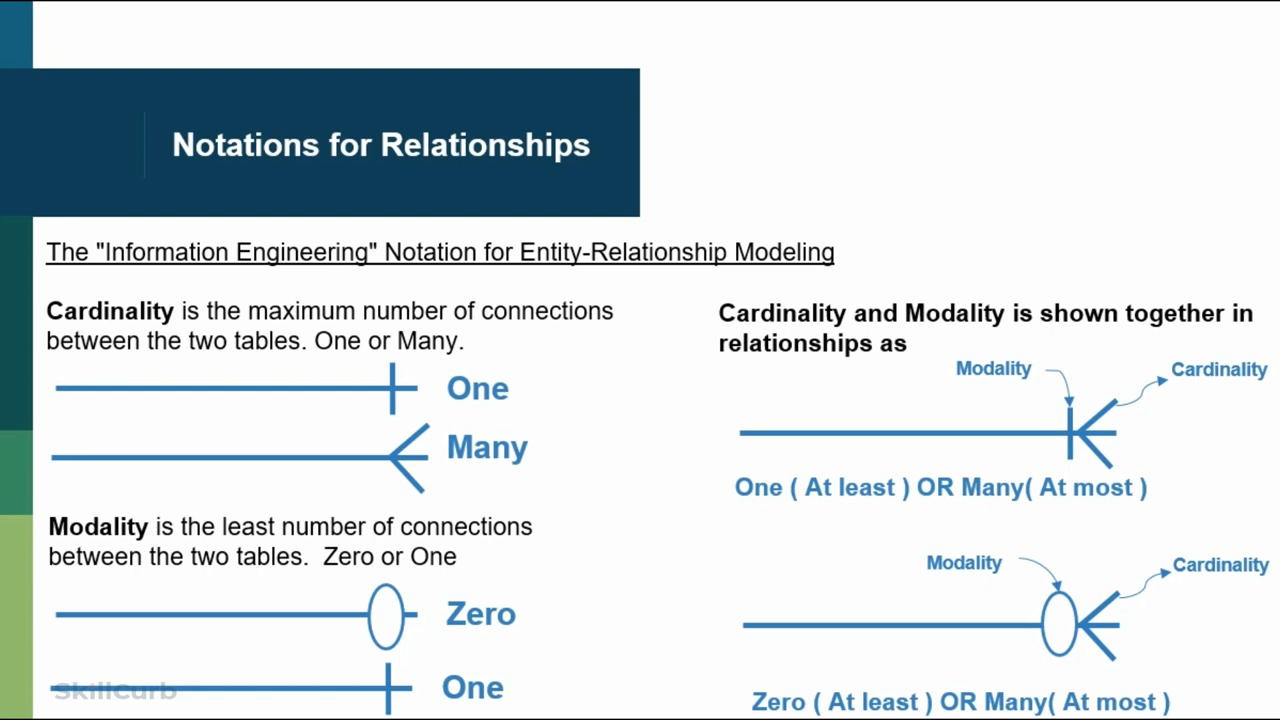 Notations for Relationships
The "Information Engineering" Notation for Entity-Relationship Modeling
Cardinality is the maximum number of connections
between the two tables. One or Many.
One
Many
Modality is the least number of connections
between the two tables. Zero or One
Zero
One
SkillCurb
Cardinality and Modality is shown together in
relationships as
Modality
Cardinality
One ( At least ) OR Many( At most )
Modality
Cardinality
Zero ( At least ) OR Many( At most )